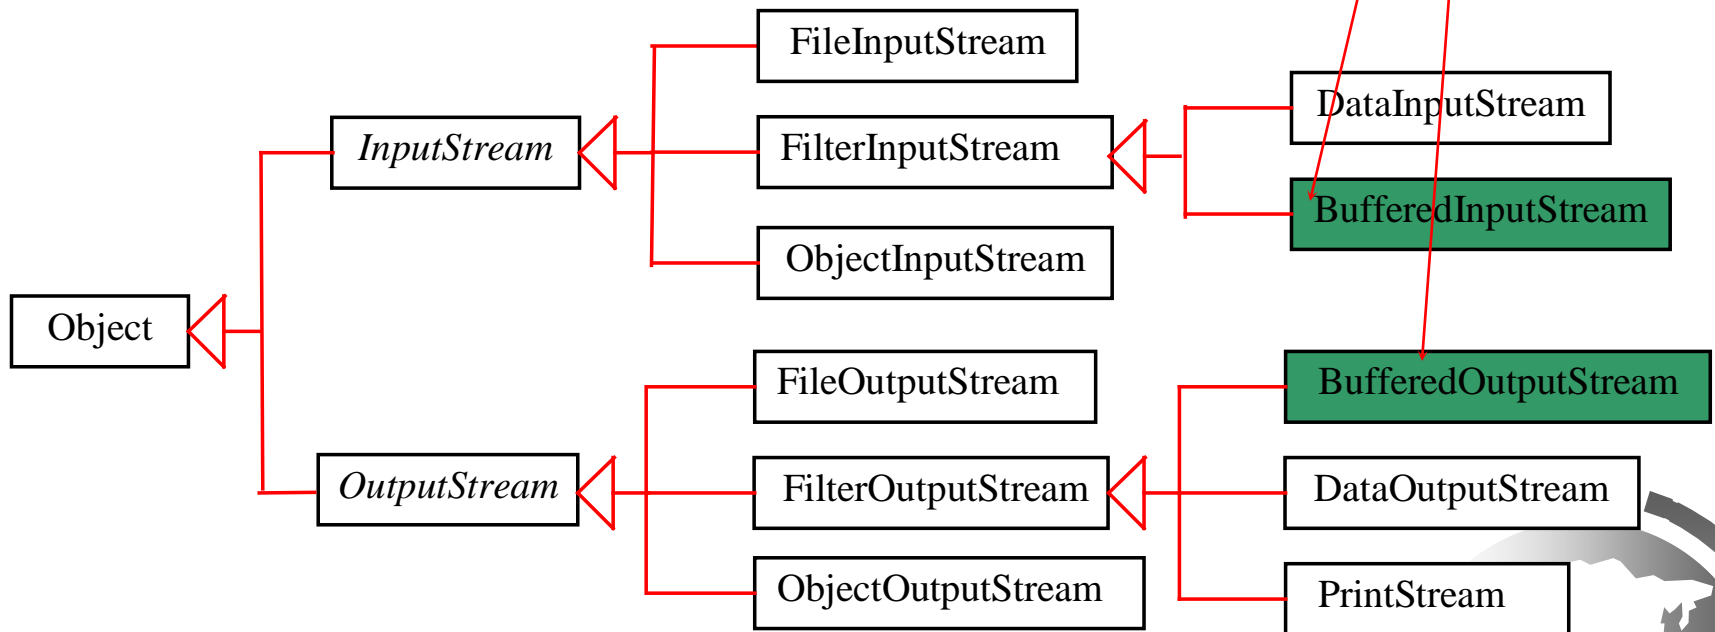 FileInputStream
DataInputStream
InputStream
FilterInputStream
BufferedInputStream
ObjectInputStream
Object
FileOutputStream
BufferedOutputStream
OutputStream
FilterOutputStream
DataOutputStream
ObjectOutputStream
PrintStream